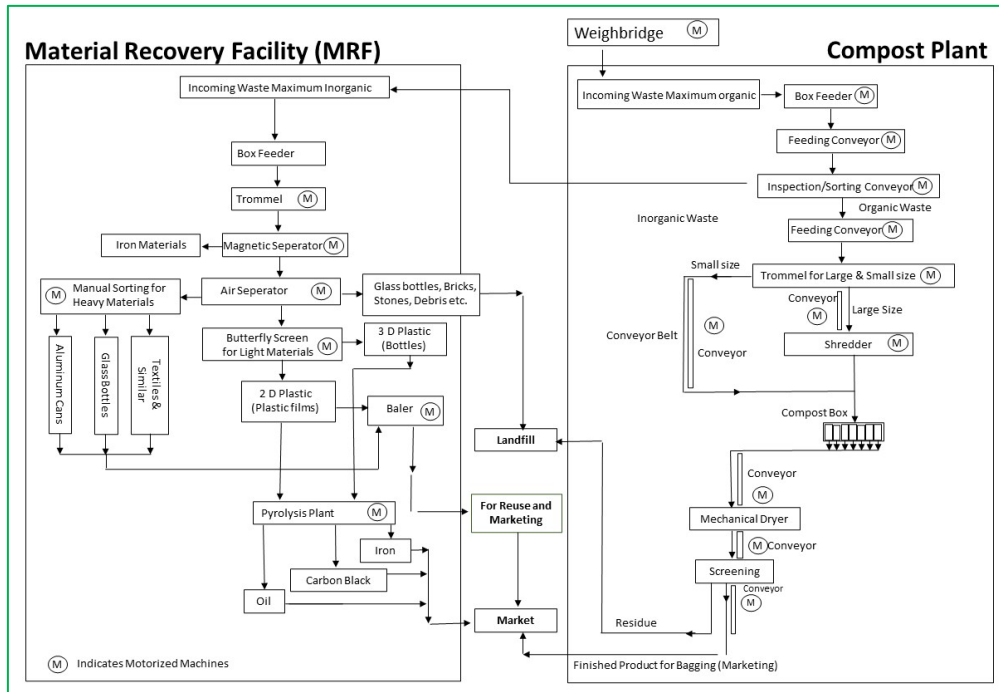 Weighbridge M
Material Recovery Facility (MRF)
Compost Plant
Incoming Waste Maximum Inorganic
Box Feeder
Trommel M
Iron Materials
Magnetic Seperator M
M Manual Sorting for
Heavy Materials
Air Seperator M
Glass bottles, Bricks,
Stones, Debris etc.
Butterfly Screen
for Light Materials M
3 D Plastic
(Bottles)
Aluminum Cans
Glass Bottles
Textiles &
Similar
2 D Plastic
(Plastic films)
Baler M
Landfill
Pyrolysis Plant M
For Reuse and
Marketing
Iron
Carbon Black
Oil
Market
M Indicates Motorized Machines
Incoming Waste Maximum organic
Box Feeder M
Feeding Conveyor M
Inspection/Sorting Conveyor M
Inorganic Waste
Organic Waste
Feeding Conveyor M
Small size
Trommel for Large & Small size M
Conveyor
M
Large Size
Conveyor Belt
M
Conveyor
Shredder M
Compost Box
Conveyor
M
Mechanical Dryer
M Conveyor
Screening
Conveyor
M
Residue
Finished Product for Bagging (Marketing)